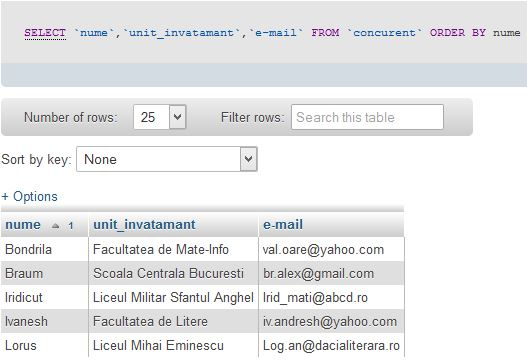 SELECT `nume`,`unit_invatamant`,`e-mail` FROM `concurent` ORDER BY nume
Number of rows: 25 Filter rows: Search this table
Sort by key: None
+ Options
nume 1 unit_invatamant e-mail
Bondrila Facultatea de Mate-Info val.oare@yahoo.com
Braum Scoala Centrala Bucuresti br.alex@gmail.com
Iridicut Liceul Militar Sfantul Anghel Irid_mati@abcd.ro
Ivanesh Facultatea de Litere iv.andresh@yahoo.com
Lorus Liceul Mihai Eminescu Log.an@dacialiterara.ro